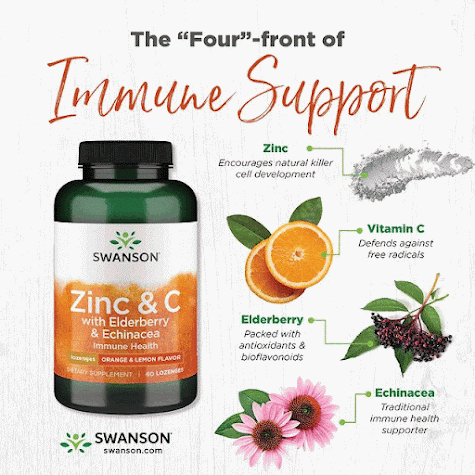 The "Four"-front of
Immune Support
Zinc
Encourages natural killer
cell development
Vitamin C
Defends against
free radicals
Elderberry
Packed with
antioxidants &
bioflavonoids
Echinacea
Traditional
immune health
supporter
SWANSON
Zinc & C
with Elderberry
& Echinacea
Immune Health
lozenges ORANGE & LEMON FLAVOR
DIETARY SUPPLEMENT 60 LOZENGES
SWANSON
swanson.com